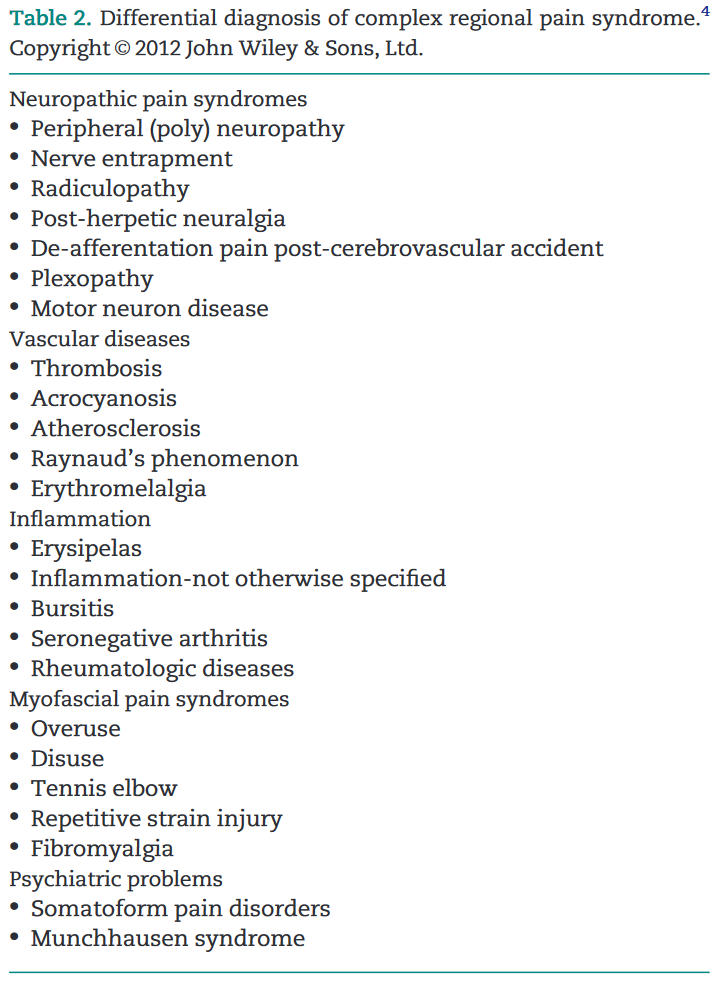 Table 2. Differential diagnosis of complex regional pain syndrome.4
Copyright © 2012 John Wiley & Sons, Ltd.
Neuropathic pain syndromes
• Peripheral (poly) neuropathy
• Nerve entrapment
• Radiculopathy
• Post-herpetic neuralgia
• De-afferentation pain post-cerebrovascular accident
• Plexopathy
• Motor neuron disease
Vascular diseases
• Thrombosis
• Acrocyanosis
• Atherosclerosis
• Raynaud’s phenomenon
• Erythromelalgia
Inflammation
• Erysipelas
• Inflammation-not otherwise specified
• Bursitis
• Seronegative arthritis
• Rheumatologic diseases
Myofascial pain syndromes
• Overuse
• Disuse
• Tennis elbow
• Repetitive strain injury
• Fibromyalgia
Psychiatric problems
• Somatoform pain disorders
• Munchhausen syndrome